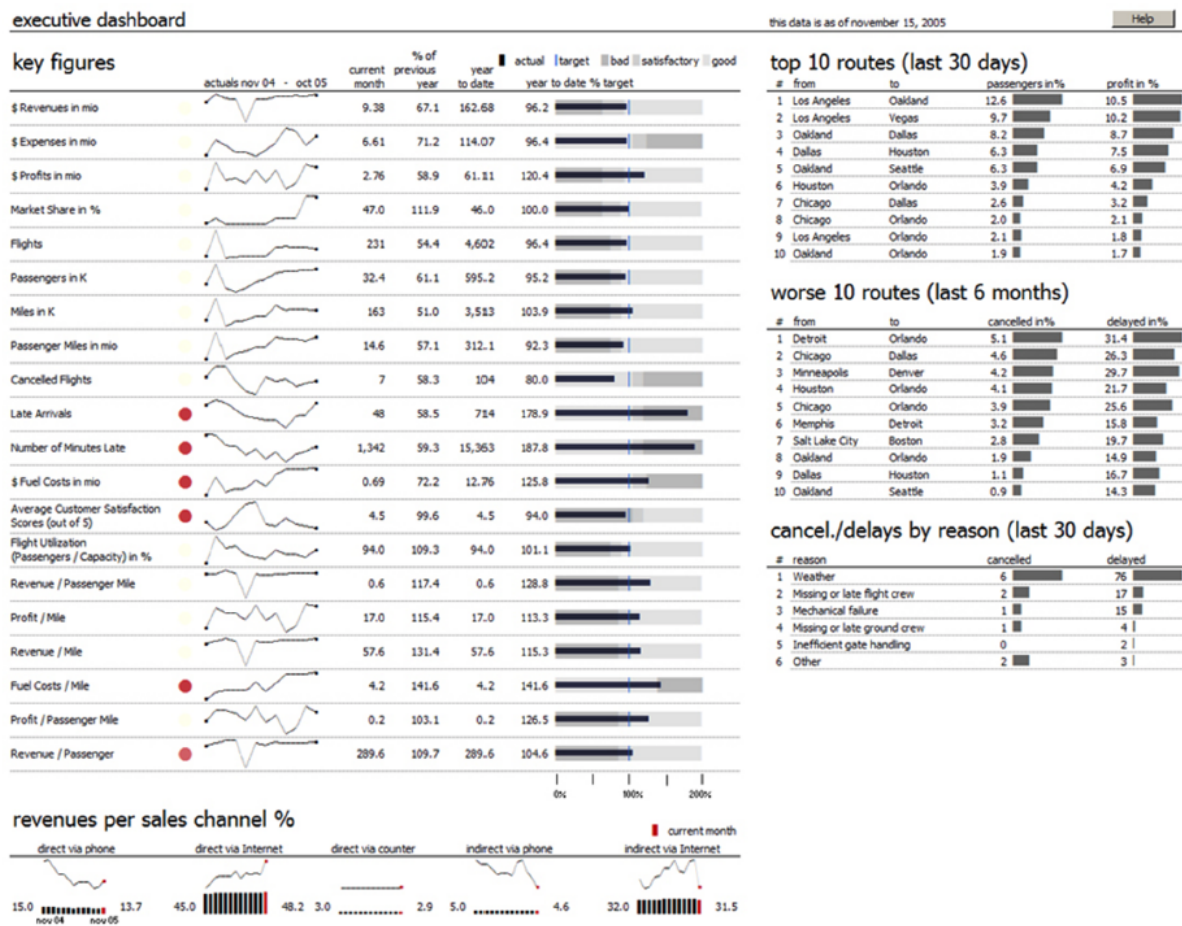 executive dashboard
this data is as of november 15, 2005
Help
key figures
actuals nov 04 - oct 05
current month
% of previous year
year to date
actual target bad satisfactory good
year to date % target
$ Revenues in mio 9.38 67.1 162.68 96.2
$ Expenses in mio 6.61 71.2 114.07 96.4
$ Profits in mio 2.76 58.9 61.11 120.4
Market Share in % 47.0 111.9 46.0 100.0
Flights 231 54.4 4,602 96.4
Passengers in K 32.4 61.1 595.2 95.2
Miles in K 163 51.0 3,513 103.9
Passenger Miles in mio 14.6 57.1 312.1 92.3
Cancelled Flights 7 58.3 104 80.0
Late Arrivals 48 58.5 714 178.9
Number of Minutes Late 1,342 59.3 15,363 187.8
$ Fuel Costs in mio 0.69 72.2 12.76 125.8
Average Customer Satisfaction
Scores (out of 5) 4.5 99.6 4.5 94.0
Flight Utilization
(Passengers / Capacity) in % 94.0 109.3 94.0 101.1
Revenue / Passenger Mile 0.6 117.4 0.6 128.8
Profit / Mile 17.0 115.4 17.0 113.3
Revenue / Mile 57.6 131.4 57.6 115.3
Fuel Costs / Mile 4.2 141.6 4.2 141.6
Profit / Passenger Mile 0.2 103.1 0.2 126.5
Revenue / Passenger 289.6 109.7 289.6 104.6
0% 100% 200%
revenues per sales channel %
current month
direct via phone direct via Internet direct via counter indirect via phone indirect via Internet
15.0 13.7 45.0 48.2 3.0 2.9 5.0 4.6 32.0 31.5
nov 04 nov 05
top 10 routes (last 30 days)
# from to passengers in% profit in %
1 Los Angeles Oakland 12.6 10.5
2 Los Angeles Vegas 9.7 10.2
3 Oakland Dallas 8.2 8.7
4 Dallas Houston 6.3 7.5
5 Oakland Seattle 6.3 6.9
6 Houston Orlando 3.9 4.2
7 Chicago Dallas 2.6 3.2
8 Chicago Orlando 2.0 2.1
9 Los Angeles Orlando 2.1 1.8
10 Oakland Orlando 1.9 1.7
worse 10 routes (last 6 months)
# from to cancelled in% delayed in%
1 Detroit Orlando 5.1 31.4
2 Chicago Dallas 4.6 26.3
3 Minneapolis Denver 4.2 29.7
4 Houston Orlando 4.1 21.7
5 Chicago Orlando 3.9 25.6
6 Memphis Detroit 3.2 15.8
7 Salt Lake City Boston 2.8 19.7
8 Oakland Orlando 1.9 14.9
9 Dallas Houston 1.1 16.7
10 Oakland Seattle 0.9 14.3
cancel./delays by reason (last 30 days)
# reason cancelled delayed
1 Weather 6 76
2 Missing or late flight crew 2 17
3 Mechanical failure 1 15
4 Missing or late ground crew 1 4
5 Inefficient gate handling 0 2
6 Other 2 3